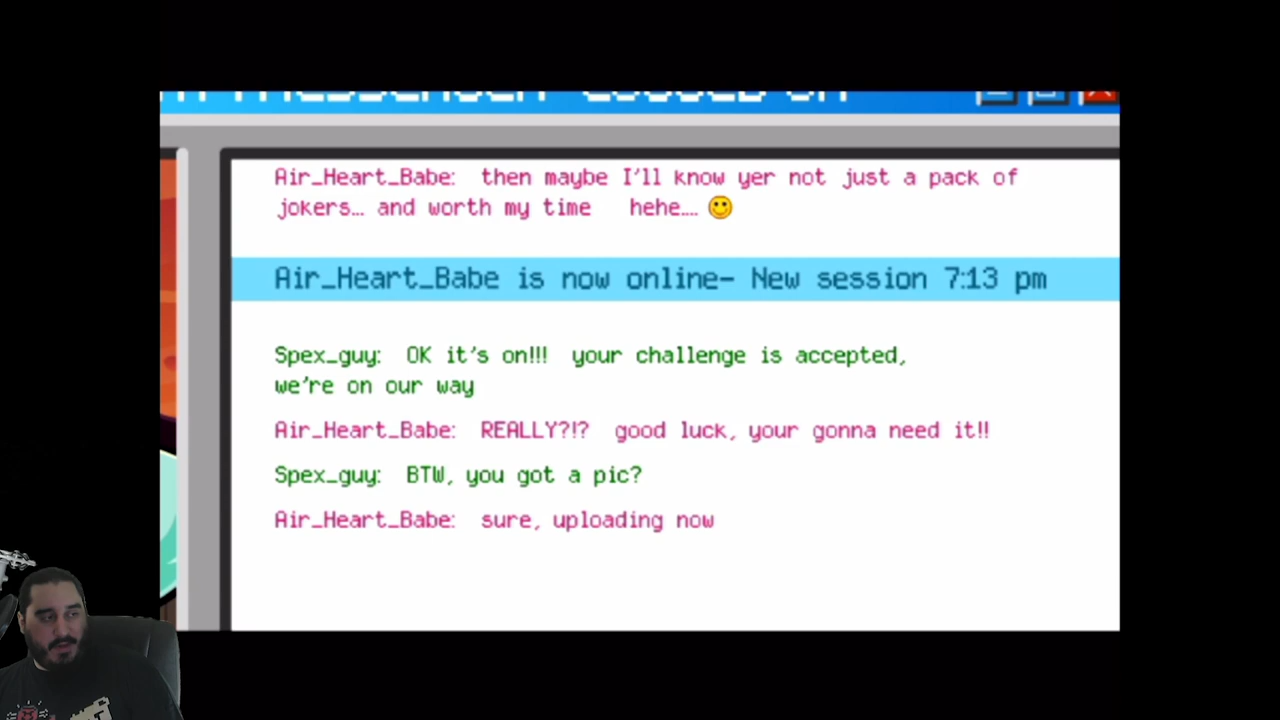 Air_Heart_Babe: then maybe I'll know yer not just a pack of
jokers... and worth my time hehe....
Air_Heart_Babe is now online- New session 7:13 pm
Spex_guy: OK it's on!!! your challenge is accepted,
we're on our way
Air_Heart_Babe: REALLY?!? good luck, your gonna need it!!
Spex_guy: BTW, you got a pic?
Air_Heart_Babe: sure, uploading now